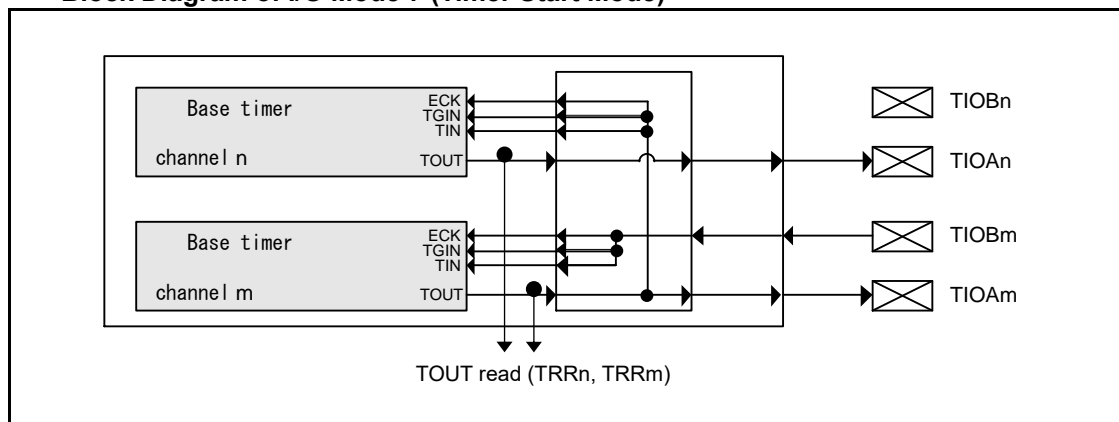 Block Diagram of I/O Mode 7 (Timer Start Mode)
Base timer
channel n
ECK
TGIN
TIN
TOUT
TIOBn
TIOAn
Base timer
channel m
ECK
TGIN
TIN
TOUT
TIOBm
TIOAm
TOUT read (TRRn, TRRm)